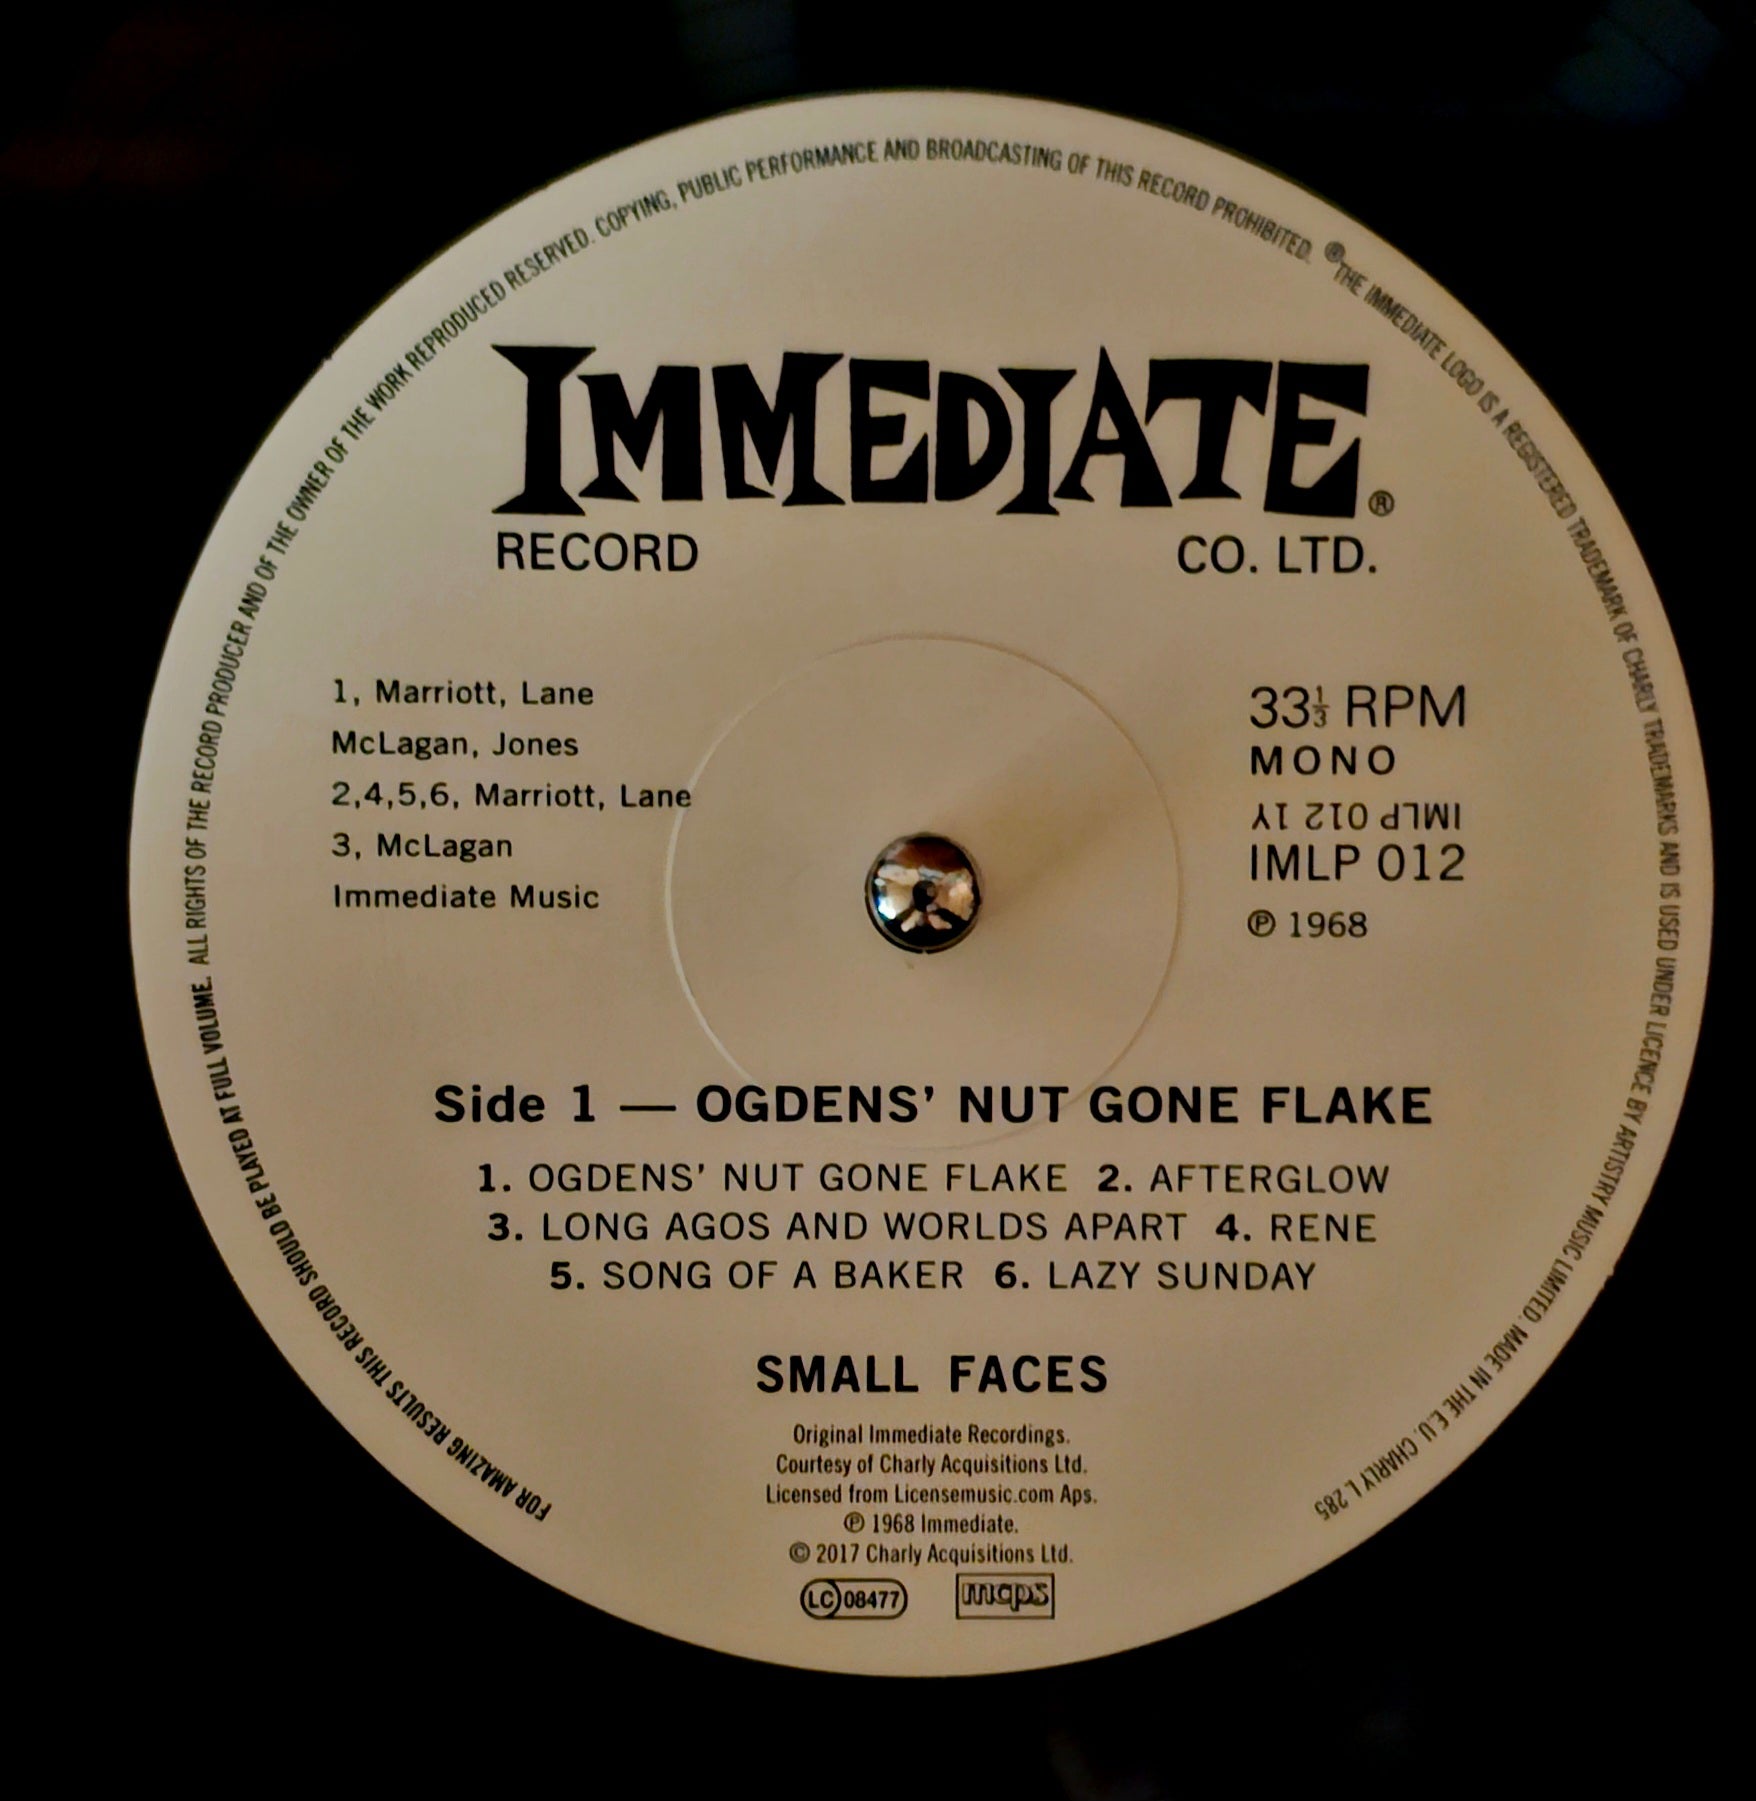 FOR AMAZING RESULTS THIS RECORD SHOULD BE PLAYED AT FULL VOLUME. ALL RIGHTS OF THE RECORD PRODUCER AND OF THE OWNER OF THE WORK REPRODUCED RESERVED. COPYING, PUBLIC PERFORMANCE AND BROADCASTING OF THIS RECORD PROHIBITED. ®THE IMMEDIATE LOGO IS A REGISTERED TRADEMARK OF CHARLY TRADEMARKS AND IS USED UNDER LICENCE BY ARTISTRY MUSIC LIMITED. MADE IN THE E.U. CHARLY L 285
IMMEDIATE®
RECORD CO. LTD.
1, Marriott, Lane
McLagan, Jones
2,4,5,6, Marriott, Lane
3, McLagan
Immediate Music
33⅓ RPM
MONO
IMLP 012 1Y
IMLP 012
℗ 1968
Side 1 — OGDENS’ NUT GONE FLAKE
1. OGDENS’ NUT GONE FLAKE 2. AFTERGLOW
3. LONG AGOS AND WORLDS APART 4. RENE
5. SONG OF A BAKER 6. LAZY SUNDAY
SMALL FACES
Original Immediate Recordings.
Courtesy of Charly Acquisitions Ltd.
Licensed from Licensemusic.com Aps.
℗ 1968 Immediate.
© 2017 Charly Acquisitions Ltd.
LC 08477 mcps